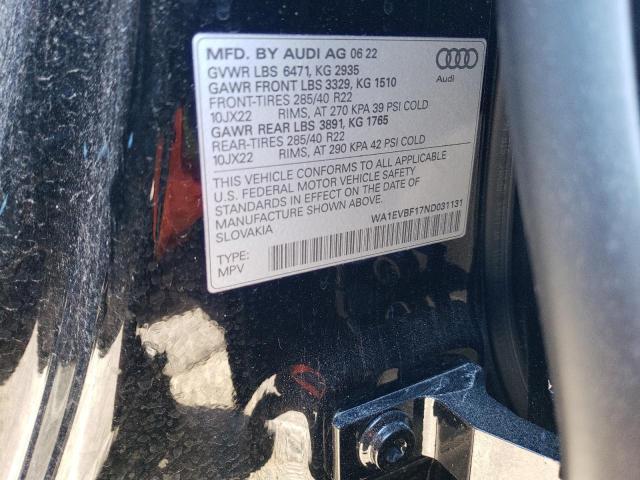 MFD. BY AUDI AG 06 22
GVWR LBS 6471, KG 2935
GAWR FRONT LBS 3329, KG 1510
FRONT-TIRES 285/40 R22
10JX22 RIMS, AT 270 KPA 39 PSI COLD
GAWR REAR LBS 3891, KG 1765
REAR-TIRES 285/40 R22
10JX22 RIMS, AT 290 KPA 42 PSI COLD
Audi
THIS VEHICLE CONFORMS TO ALL APPLICABLE
U.S. FEDERAL MOTOR VEHICLE SAFETY
STANDARDS IN EFFECT ON THE DATE OF
MANUFACTURE SHOWN ABOVE.
SLOVAKIA
WA1EVBF17ND031131
TYPE:
MPV